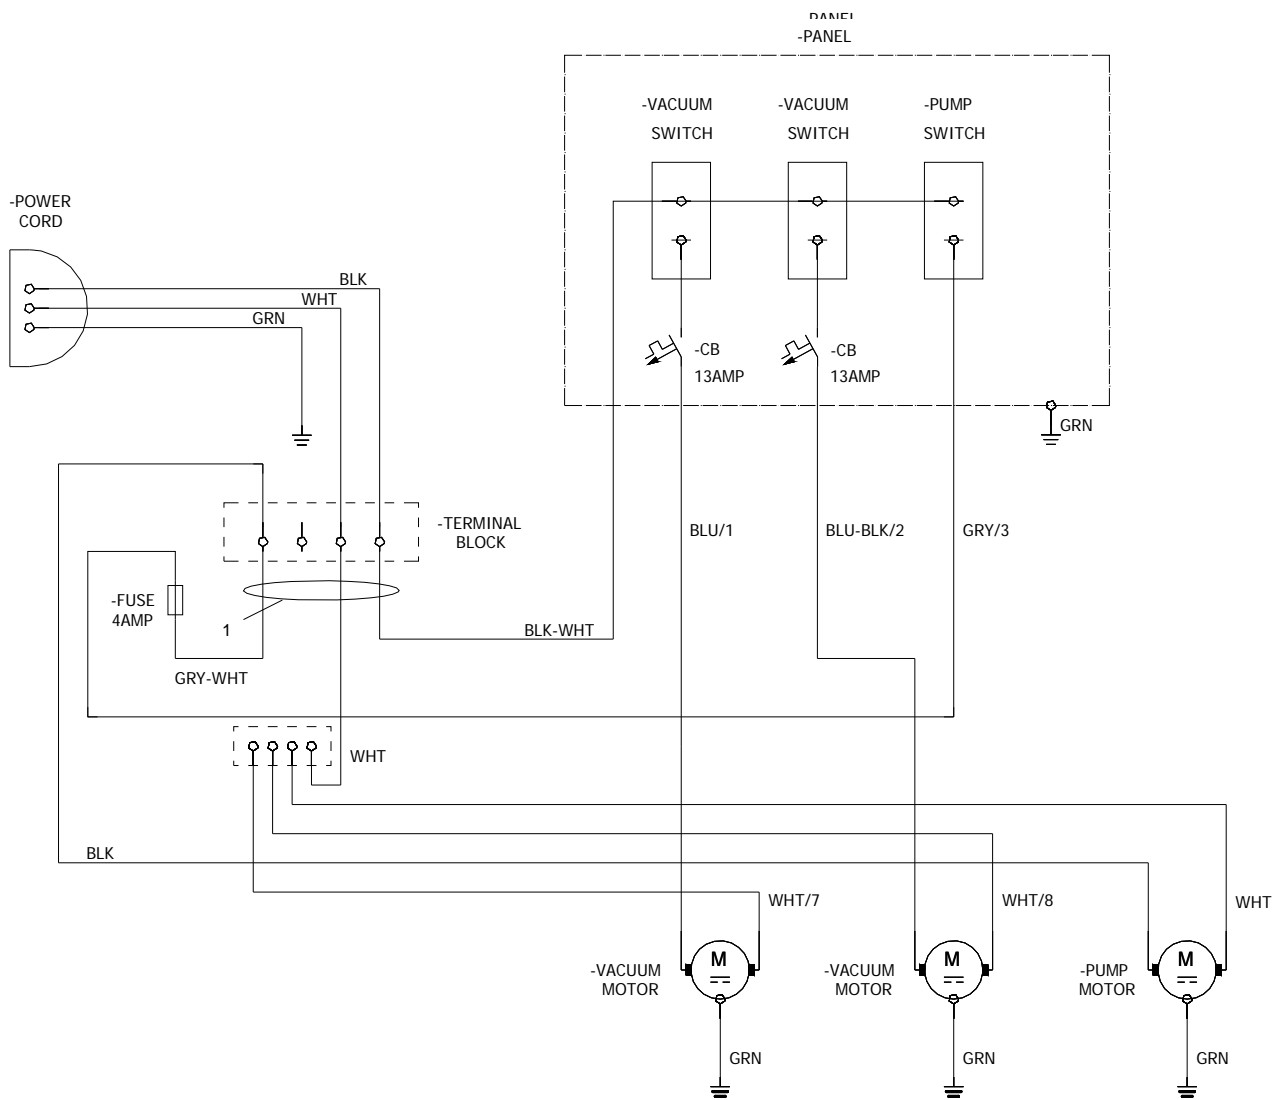 PANEL
-PANEL
-VACUUM
SWITCH
-VACUUM
SWITCH
-PUMP
SWITCH
-POWER
CORD
BLK
WHT
GRN
-CB
13AMP
-CB
13AMP
GRN
-TERMINAL
BLOCK
BLU/1
BLU-BLK/2
GRY/3
-FUSE
4AMP
1
BLK-WHT
GRY-WHT
WHT
BLK
WHT/7
WHT/8
WHT
M
M
M
-VACUUM
MOTOR
-VACUUM
MOTOR
-PUMP
MOTOR
GRN
GRN
GRN